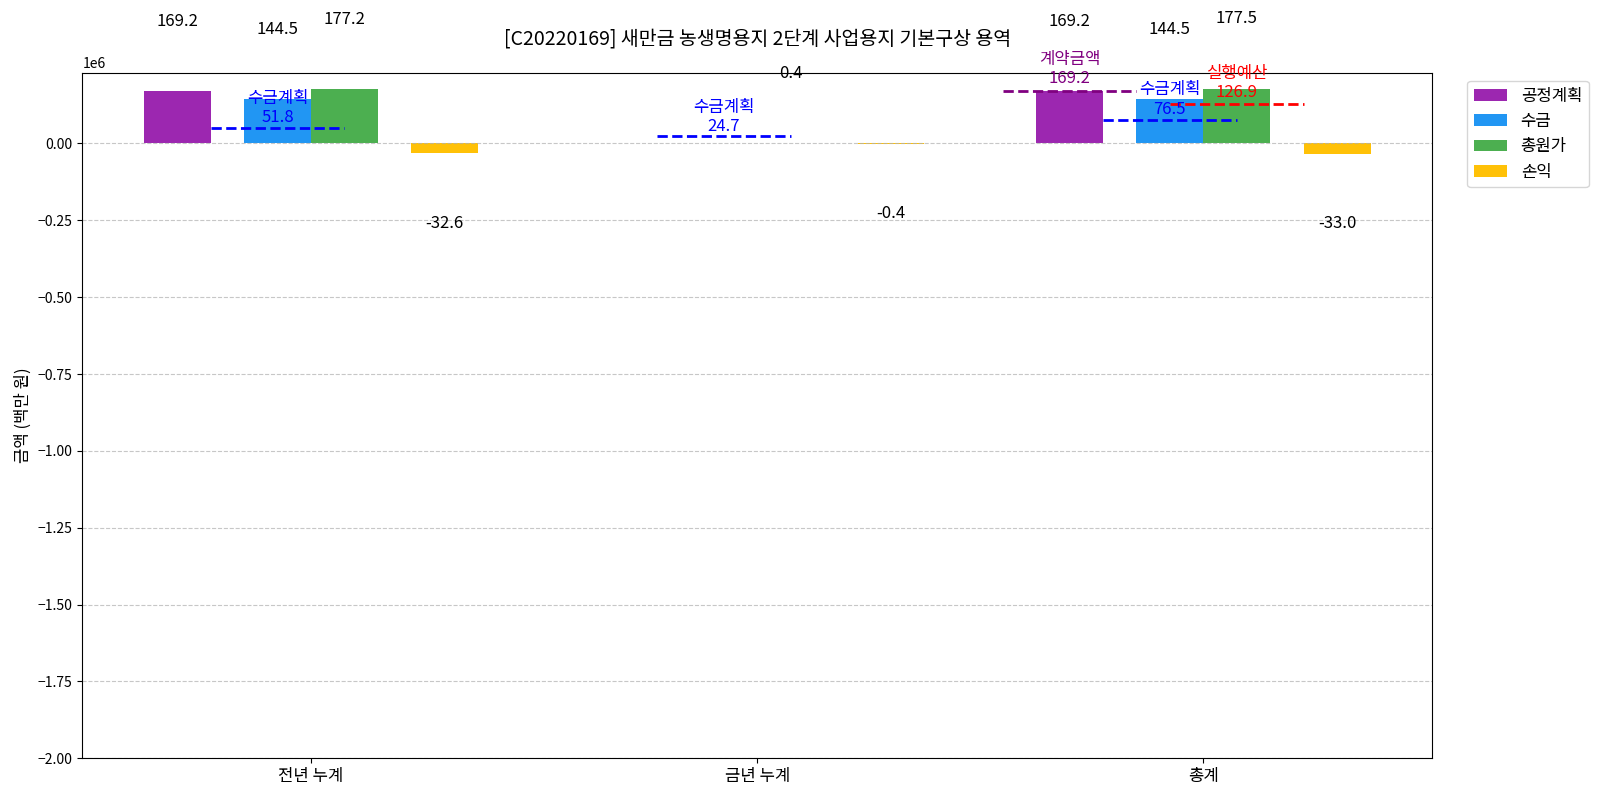 169.2
144.5
177.2
[C20220169] 새만금 농생명용지 2단계 사업용지 기본구상 용역
169.2
144.5
177.5
1e6
0.4
계약금액
169.2
수금계획
76.5
실행예산
126.9
수금계획
51.8
수금계획
24.7
-32.6
-0.4
-33.0
공정계획
수금
총원가
손익
금액 (백만 원)
0.00
−0.25
−0.50
−0.75
−1.00
−1.25
−1.50
−1.75
−2.00
전년 누계
금년 누계
총계